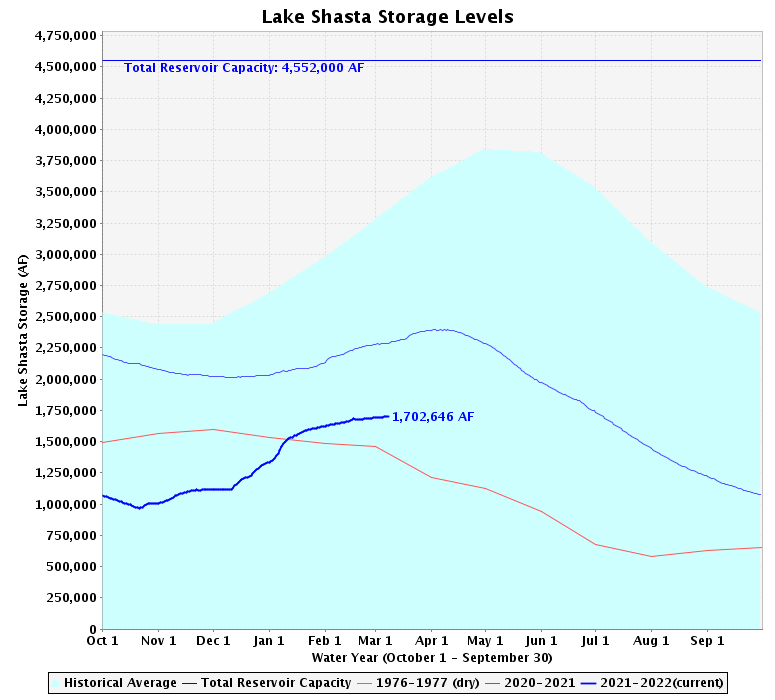 Lake Shasta Storage Levels
4,750,000
4,500,000
Total Reservoir Capacity: 4,552,000 AF
4,250,000
4,000,000
3,750,000
3,500,000
3,250,000
3,000,000
2,750,000
2,500,000
2,250,000
2,000,000
1,750,000
1,500,000
1,250,000
1,000,000
750,000
500,000
250,000
0
Lake Shasta Storage (AF)
1,702,646 AF
Oct 1 Nov 1 Dec 1 Jan 1 Feb 1 Mar 1 Apr 1 May 1 Jun 1 Jul 1 Aug 1 Sep 1
Water Year (October 1 - September 30)
Historical Average Total Reservoir Capacity 1976-1977 (dry) 2020-2021 2021-2022(current)